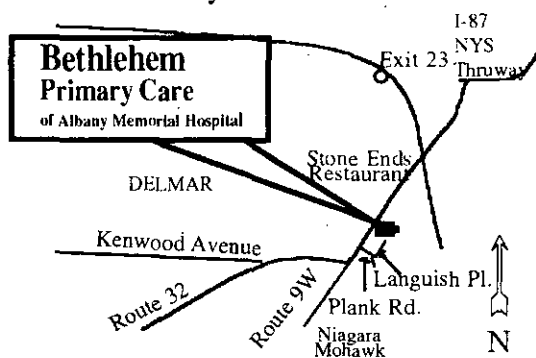 I-87
NYS
Thruway
Exit 23
Bethlehem
Primary Care
of Albany Memorial Hospital
Stone Ends
Restaurant
DELMAR
Kenwood Avenue
Route 32
Route 9W
Languish Pl.
Plank Rd.
Niagara
Mohawk
N